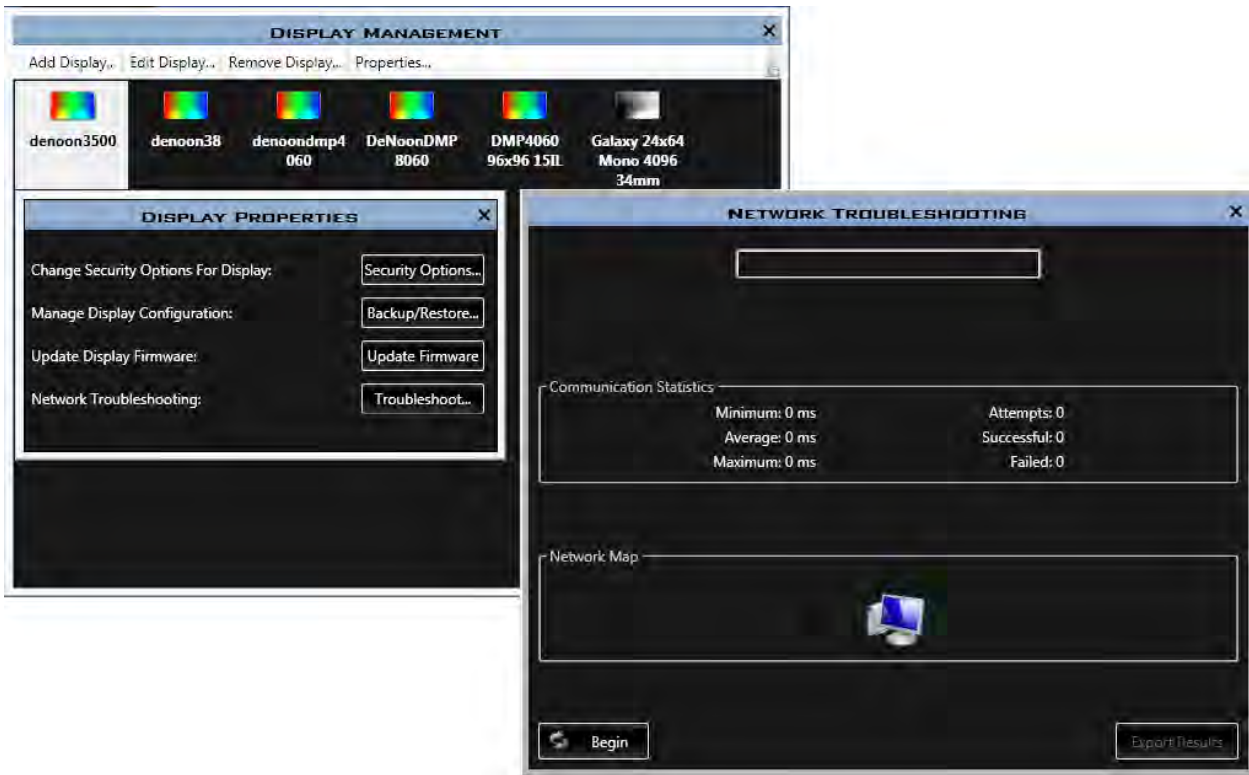 DISPLAY MANAGEMENT
Add Display... Edit Display... Remove Display... Properties...
denoon3500
denoon38
denoondmp4
060
DeNoonDMP
8060
DMP4060
96x96 15IL
Galaxy 24x64
Mono 4096
34mm
DISPLAY PROPERTIES
Change Security Options For Display: Security Options...
Manage Display Configuration: Backup/Restore...
Update Display Firmware: Update Firmware
Network Troubleshooting: Troubleshoot...
NETWORK TROUBLESHOOTING
Communication Statistics
Minimum: 0 ms Attempts: 0
Average: 0 ms Successful: 0
Maximum: 0 ms Failed: 0
Network Map
Begin Export Results